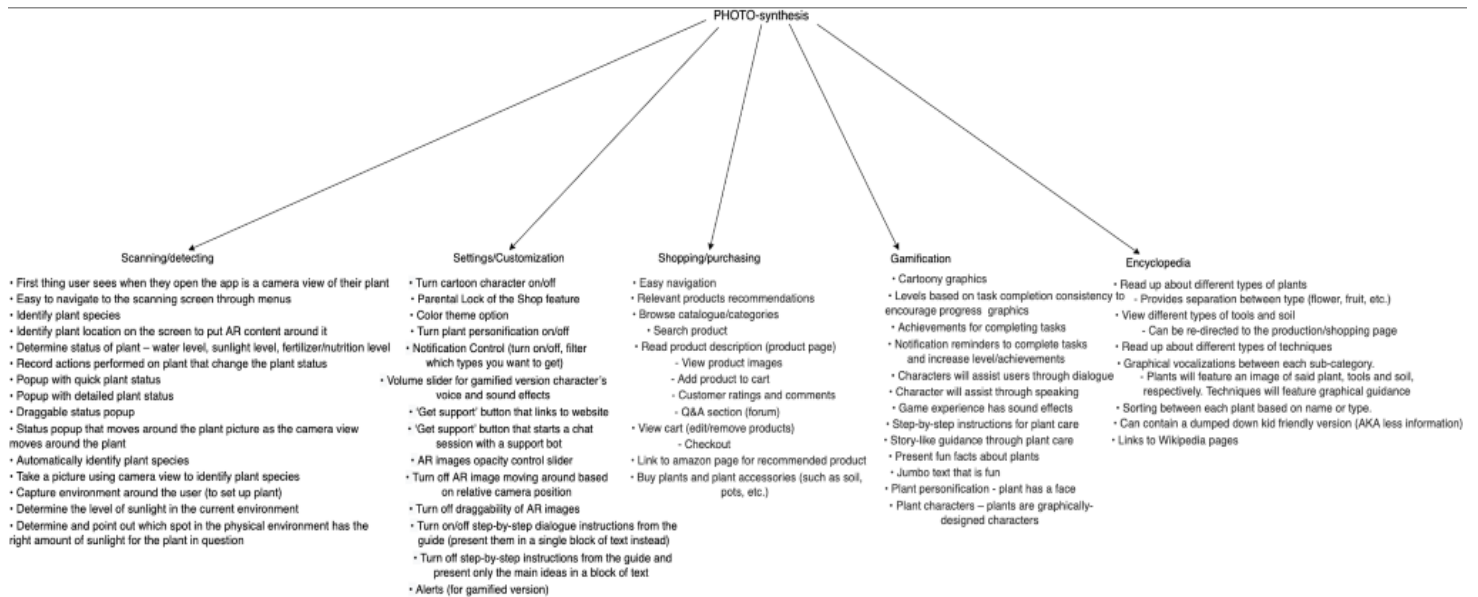 PHOTO-synthesis
Scanning/detecting
• First thing user sees when they open the app is a camera view of their plant
• Easy to navigate to the scanning screen through menus
• Identify plant species
• Identify plant location on the screen to put AR content around it
• Determine status of plant – water level, sunlight level, fertilizer/nutrition level
• Record actions performed on plant that change the plant status
• Popup with quick plant status
• Popup with detailed plant status
• Draggable status popup
• Status popup that moves around the plant picture as the camera view
moves around the plant
• Automatically identify plant species
• Take a picture using camera view to identify plant species
• Capture environment around the user (to set up plant)
• Determine the level of sunlight in the current environment
• Determine and point out which spot in the physical environment has the
right amount of sunlight for the plant in question
Settings/Customization
• Turn cartoon character on/off
• Parental Lock of the Shop feature
• Color theme option
• Turn plant personification on/off
• Notification Control (turn on/off, filter
which types you want to get)
• Volume slider for gamified version character's
voice and sound effects
• 'Get support' button that links to website
• 'Get support' button that starts a chat
session with a support bot
• AR images opacity control slider
• Turn off AR image moving around based
on relative camera position
• Turn off draggability of AR images
• Turn on/off step-by-step dialogue instructions from the
guide (present them in a single block of text instead)
• Turn off step-by-step instructions from the guide and
present only the main ideas in a block of text
• Alerts (for gamified version)
Shopping/purchasing
• Easy navigation
• Relevant products recommendations
• Browse catalogue/categories
• Search product
• Read product description (product page)
- View product images
- Add product to cart
- Customer ratings and comments
- Q&A section (forum)
• View cart (edit/remove products)
- Checkout
• Link to amazon page for recommended product
• Buy plants and plant accessories (such as soil,
pots, etc.)
Gamification
• Cartoony graphics
• Levels based on task completion consistency to
encourage progress graphics
• Achievements for completing tasks
• Notification reminders to complete tasks
and increase level/achievements
• Characters will assist users through dialogue
• Character will assist through speaking
• Game experience has sound effects
• Step-by-step instructions for plant care
• Story-like guidance through plant care
• Present fun facts about plants
• Jumbo text that is fun
• Plant personification - plant has a face
• Plant characters – plants are graphically-
designed characters
Encyclopedia
• Read up about different types of plants
- Provides separation between type (flower, fruit, etc.)
• View different types of tools and soil
- Can be re-directed to the production/shopping page
• Read up about different types of techniques
• Graphical vocalizations between each sub-category.
- Plants will feature an image of said plant, tools and soil,
respectively. Techniques will feature graphical guidance
• Sorting between each plant based on name or type.
• Can contain a dumped down kid friendly version (AKA less information)
• Links to Wikipedia pages